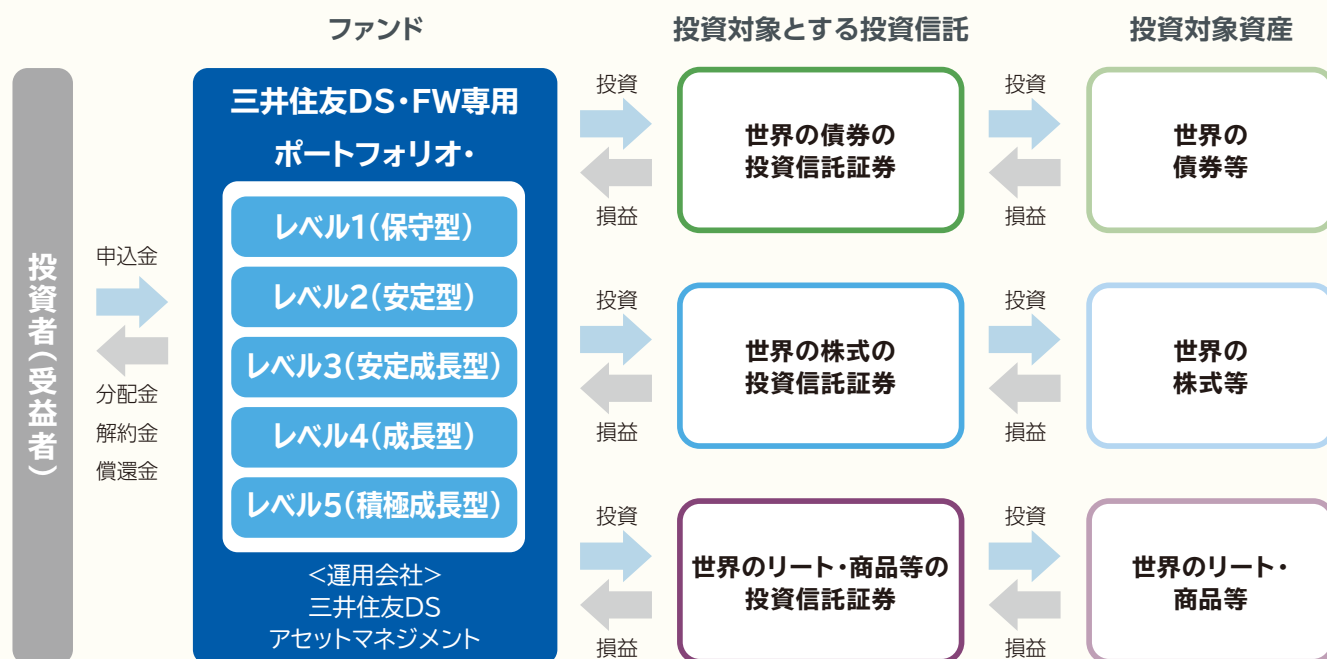 ファンド
投資対象とする投資信託
投資対象資産
投資者(受益者)
申込金
分配金
解約金
償還金
三井住友DS・FW専用
ポートフォリオ・
レベル1(保守型)
レベル2(安定型)
レベル3(安定成長型)
レベル4(成長型)
レベル5(積極成長型)
<運用会社>
三井住友DS
アセットマネジメント
投資
損益
世界の債券の
投資信託証券
投資
損益
世界の
債券等
投資
損益
世界の株式の
投資信託証券
投資
損益
世界の
株式等
投資
損益
世界のリート・商品等の
投資信託証券
投資
損益
世界のリート・
商品等